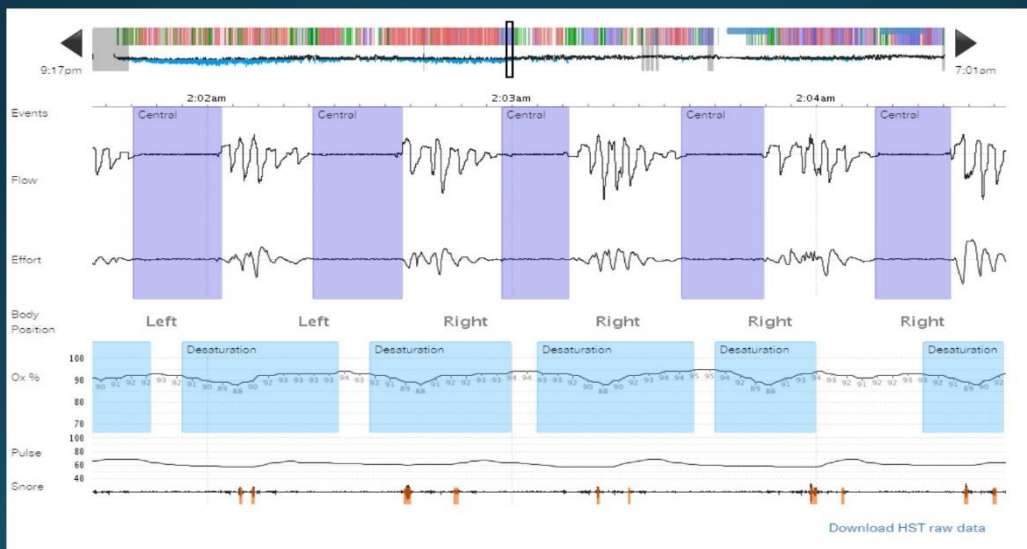 9:17pm
7:01am
2:02am 2:03am 2:04am
Events Central Central Central Central Central
Flow
Effort
Body
Position
Left Left Right Right Right Right
Desaturation Desaturation Desaturation Desaturation Desaturation
Ox %
100
90
80
70
Pulse
100
80
60
40
Snore
Download HST raw data